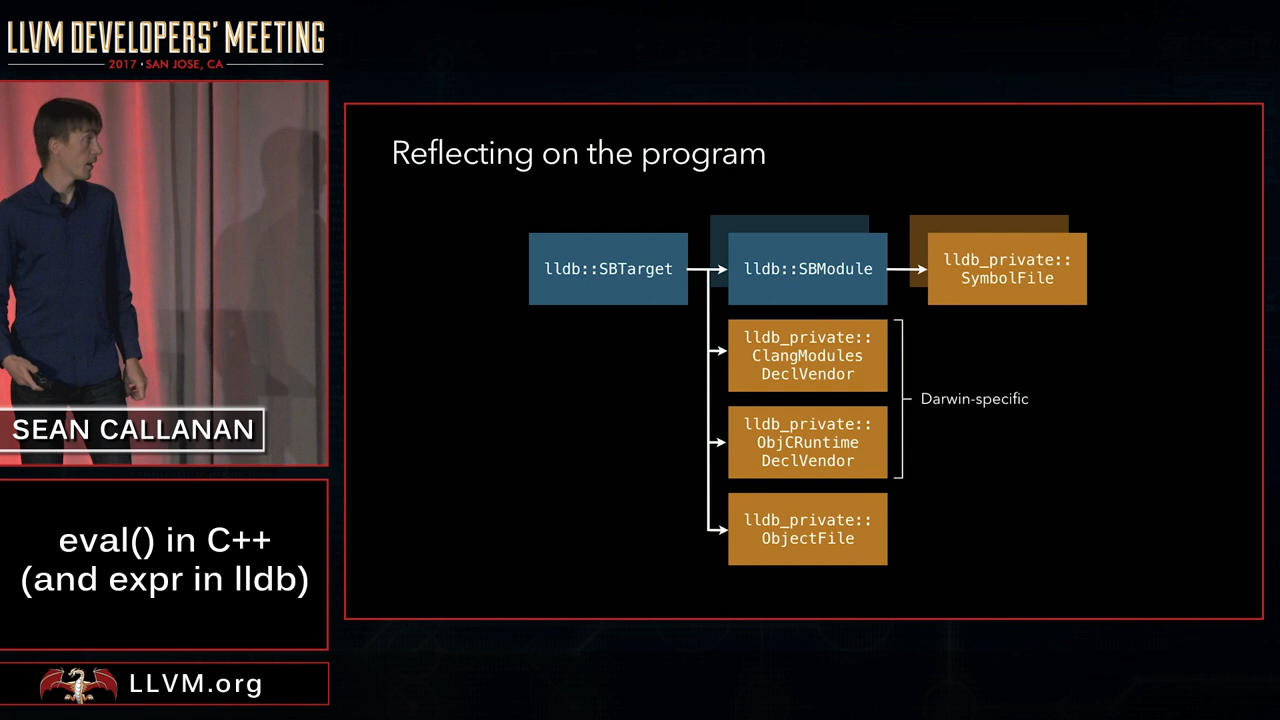 LLVM DEVELOPERS' MEETING
2017 • SAN JOSE, CA
SEAN CALLANAN
eval() in C++
(and expr in lldb)
LLVM.org
Reflecting on the program
lldb::SBTarget
lldb::SBModule
lldb_private::
SymbolFile
lldb_private::
ClangModules
DeclVendor
lldb_private::
ObjCRuntime
DeclVendor
Darwin-specific
lldb_private::
ObjectFile